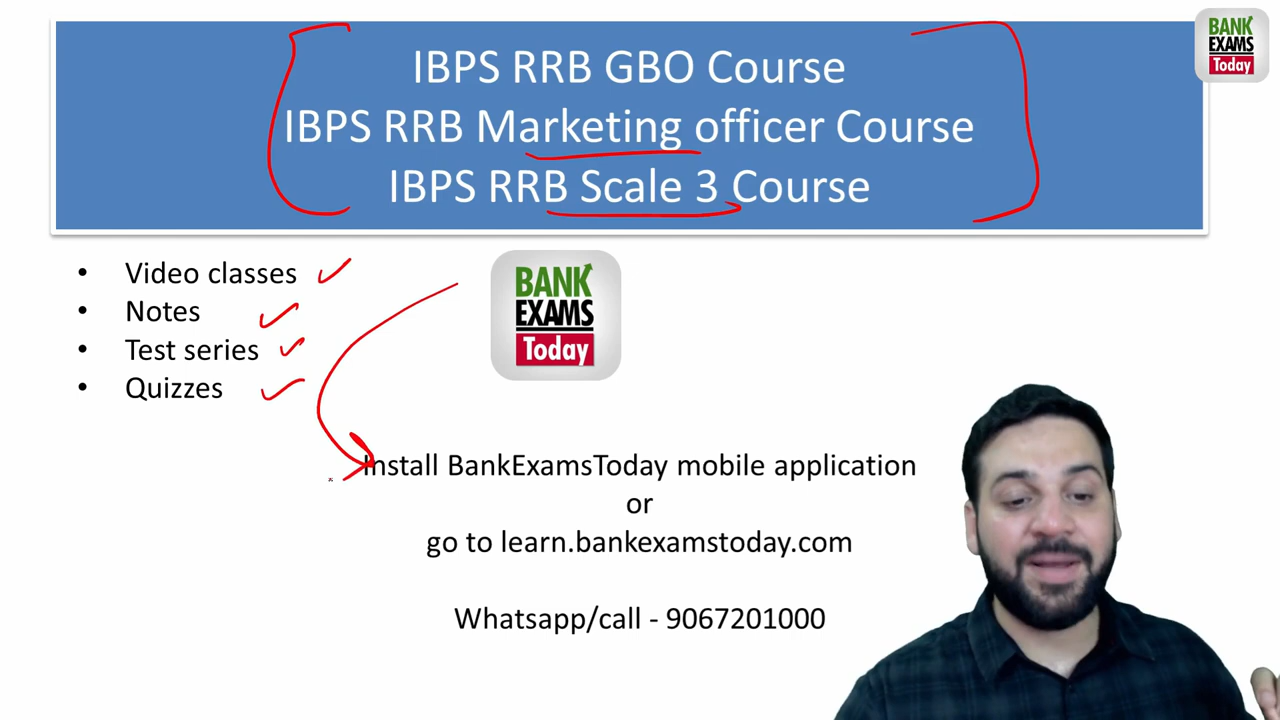 BANK
EXAMS
Today
IBPS RRB GBO Course
IBPS RRB Marketing officer Course
IBPS RRB Scale 3 Course
• Video classes
• Notes
• Test series
• Quizzes
BANK
EXAMS
Today
Install BankExamsToday mobile application
or
go to learn.bankexamstoday.com
Whatsapp/call - 9067201000